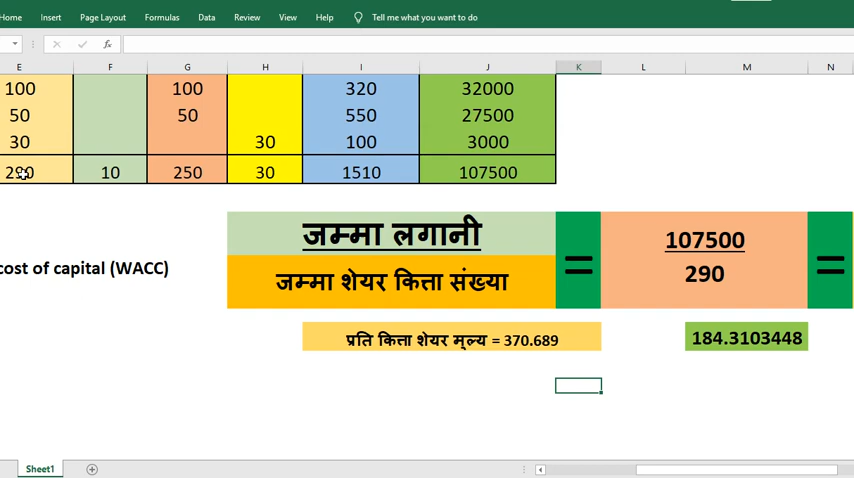 Home Insert Page Layout Formulas Data Review View Help Tell me what you want to do
fx
E F G H I J K L M N
100 100 320 32000
50 50 550 27500
30 30 100 3000
290 10 250 30 1510 107500
जम्मा लगानी
107500
cost of capital (WACC) = =
290
जम्मा शेयर कित्ता संख्या
प्रति कित्ता शेयर मूल्य = 370.689 184.3103448
Sheet1